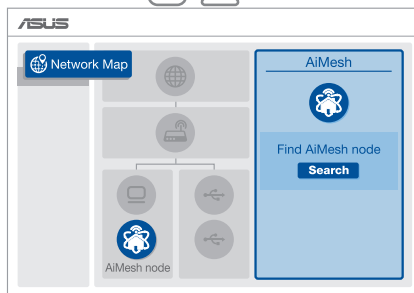 ASUS
Network Map
AiMesh
Find AiMesh node
Search
AiMesh node